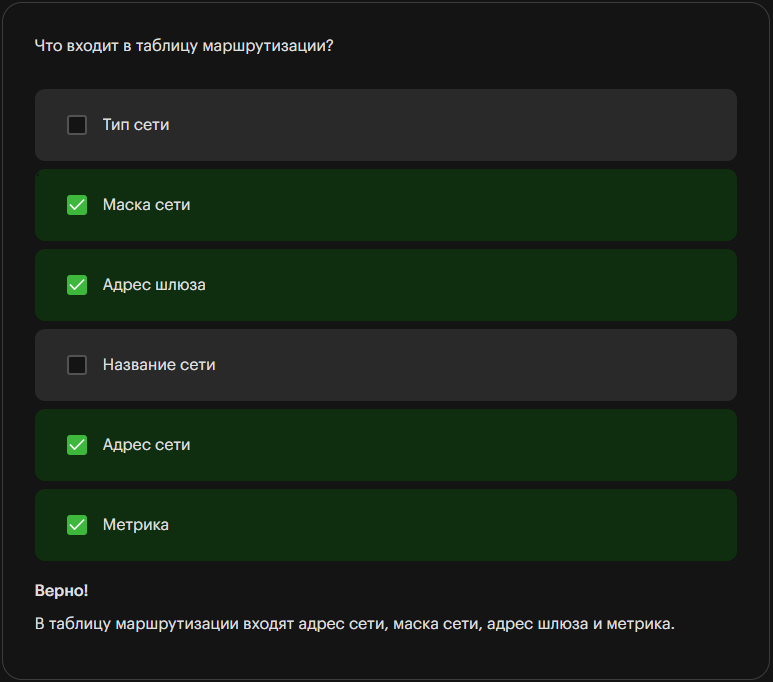 Что входит в таблицу маршрутизации?
Тип сети
Маска сети
Адрес шлюза
Название сети
Адрес сети
Метрика
Верно!
В таблицу маршрутизации входят адрес сети, маска сети, адрес шлюза и метрика.